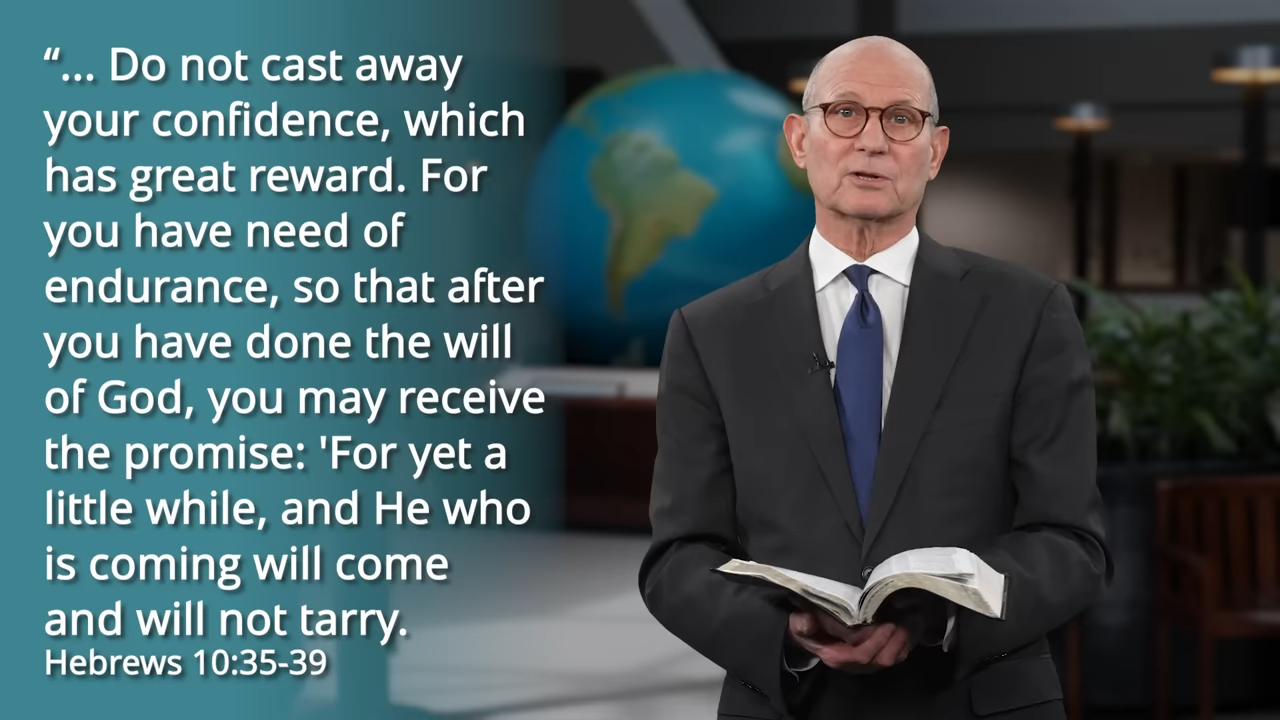 “... Do not cast away
your confidence, which
has great reward. For
you have need of
endurance, so that after
you have done the will
of God, you may receive
the promise: 'For yet a
little while, and He who
is coming will come
and will not tarry.
Hebrews 10:35-39